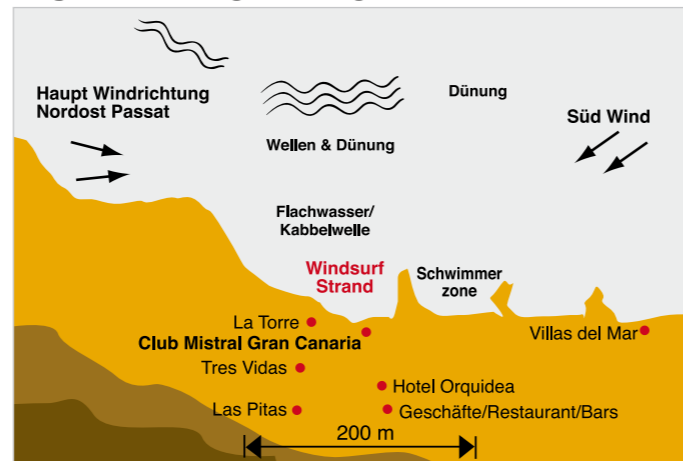 Haupt Windrichtung
Nordost Passat
Dünung
Süd Wind
Wellen & Dünung
Flachwasser/
Kabbelwelle
Windsurf
Strand
Schwimmer
zone
La Torre
Club Mistral Gran Canaria
Villas del Mar
Tres Vidas
Hotel Orquidea
Las Pitas
Geschäfte/Restaurant/Bars
200 m